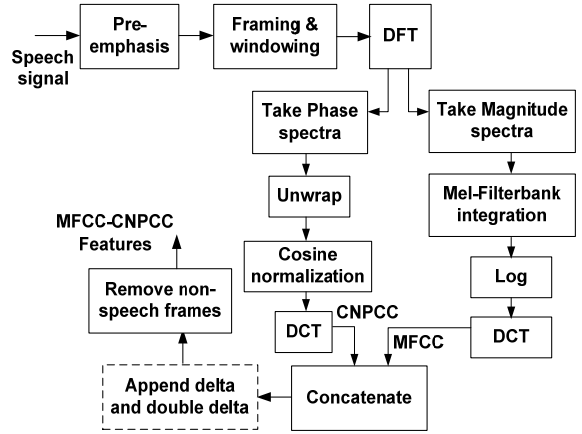 Speech
signal
Pre-
emphasis
Framing &
windowing
DFT
Take Phase
spectra
Take Magnitude
spectra
Unwrap
Mel-Filterbank
integration
MFCC-CNPCC
Features
Cosine
normalization
Log
Remove non-
speech frames
DCT
CNPCC
MFCC
DCT
Append delta
and double delta
Concatenate